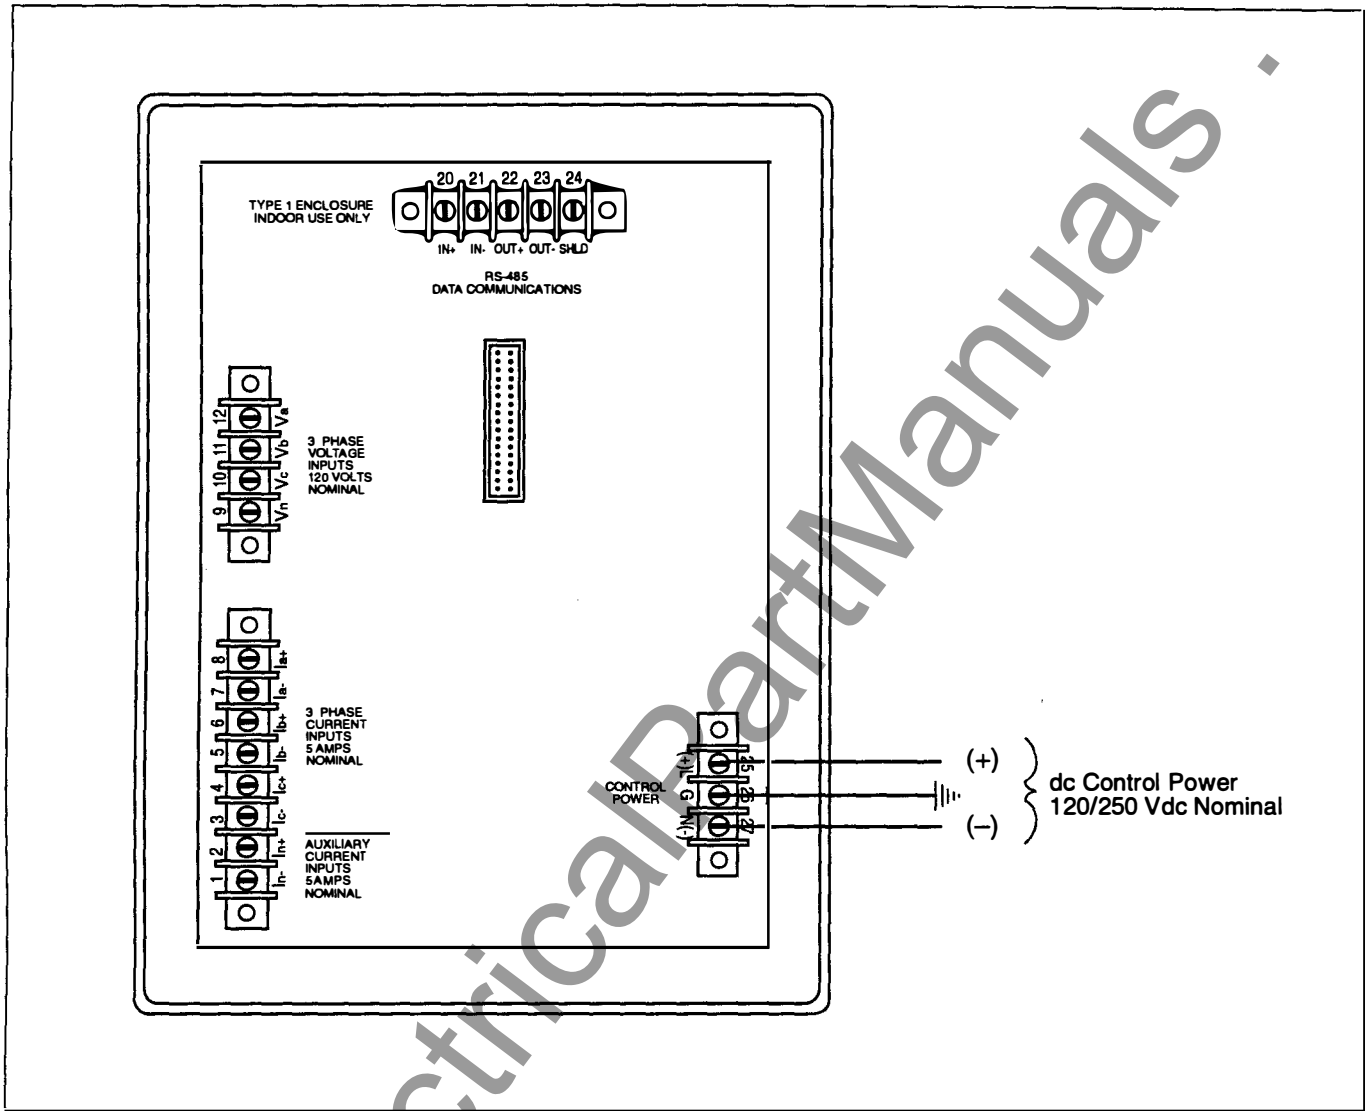 20 21 22 23 24
TYPE 1 ENCLOSURE
INDOOR USE ONLY
IN+ IN- OUT+ OUT- SHLD
RS-485
DATA COMMUNICATIONS
12 Va
11 Vb
10 Vc
9 Vn
3 PHASE
VOLTAGE
INPUTS
120 VOLTS
NOMINAL
8 Ia+
7 Ia-
6 Ib+
5 Ib-
4 Ic+
3 Ic-
2 In+
1 In-
3 PHASE
CURRENT
INPUTS
5 AMPS
NOMINAL
AUXILIARY
CURRENT
INPUTS
5AMPS
NOMINAL
CONTROL
POWER
(+)L 25
G 26
N(-) 27
(+)
(–)
dc Control Power
120/250 Vdc Nominal
ctricalPartManuals .